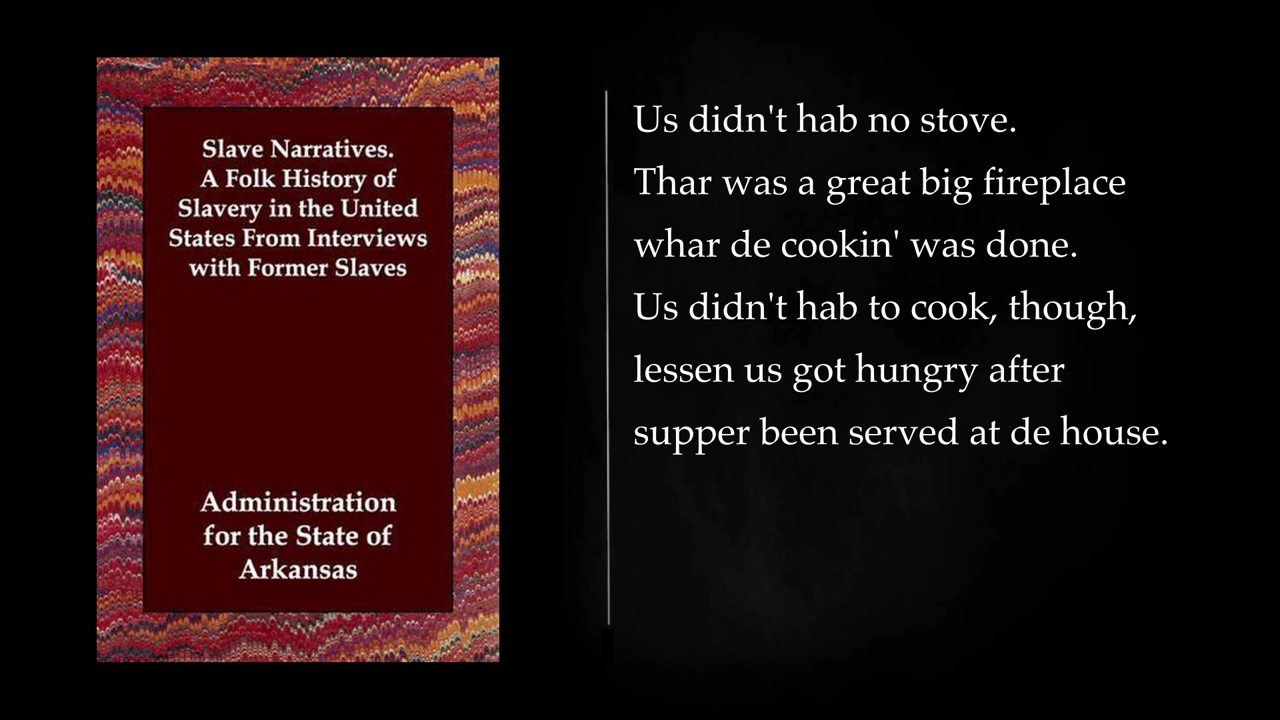 Slave Narratives.
A Folk History of
Slavery in the United
States From Interviews
with Former Slaves
Administration
for the State of
Arkansas
Us didn't hab no stove.
Thar was a great big fireplace
whar de cookin' was done.
Us didn't hab to cook, though,
lessen us got hungry after
supper been served at de house.